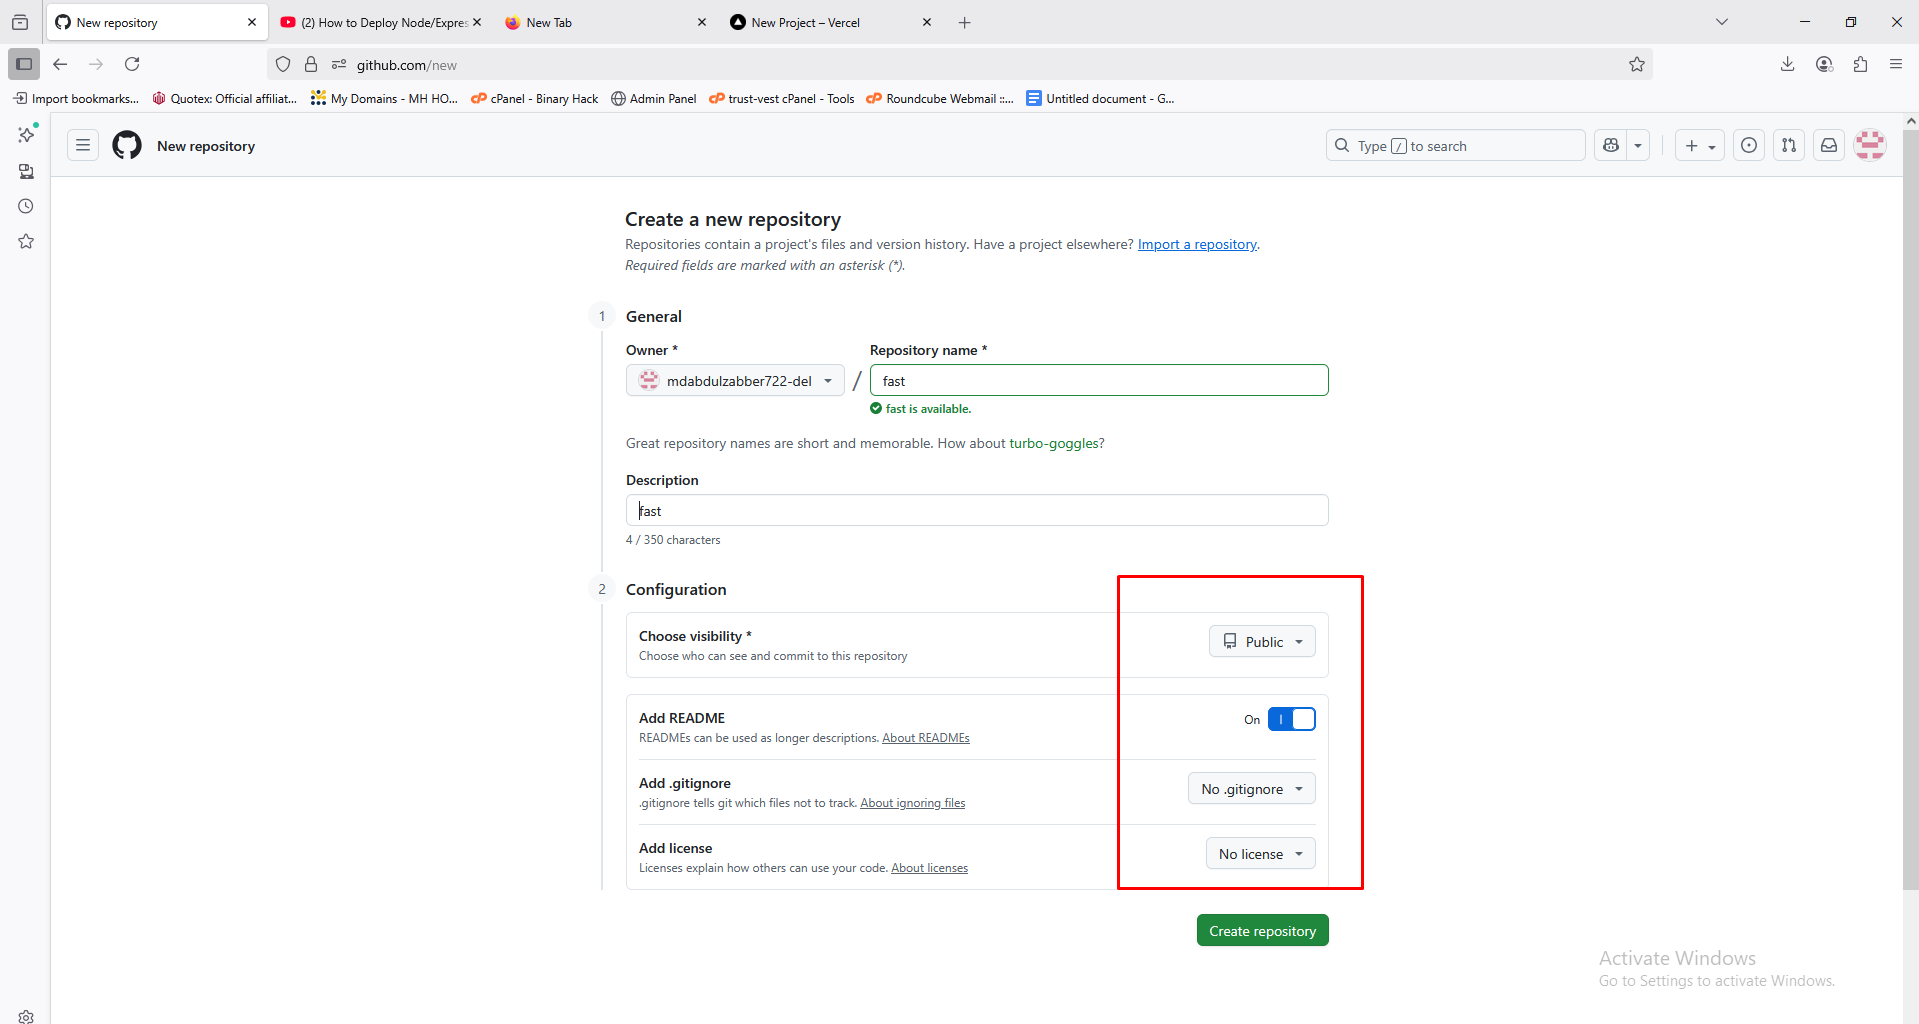 New repository
(2) How to Deploy Node/Expres
New Tab
New Project – Vercel
github.com/new
Import bookmarks...
Quotex: Official affiliat...
My Domains - MH HO...
cPanel - Binary Hack
Admin Panel
trust-vest cPanel - Tools
Roundcube Webmail ::...
Untitled document - G...
New repository
Type / to search
Create a new repository
Repositories contain a project's files and version history. Have a project elsewhere? Import a repository.
Required fields are marked with an asterisk (*).
1 General
Owner *
Repository name *
mdabdulzabber722-del / fast
fast is available.
Great repository names are short and memorable. How about turbo-goggles?
Description
fast
4 / 350 characters
2 Configuration
Choose visibility *
Choose who can see and commit to this repository
Public
Add README
READMEs can be used as longer descriptions. About READMEs
On
Add .gitignore
.gitignore tells git which files not to track. About ignoring files
No .gitignore
Add license
Licenses explain how others can use your code. About licenses
No license
Create repository
Activate Windows
Go to Settings to activate Windows.